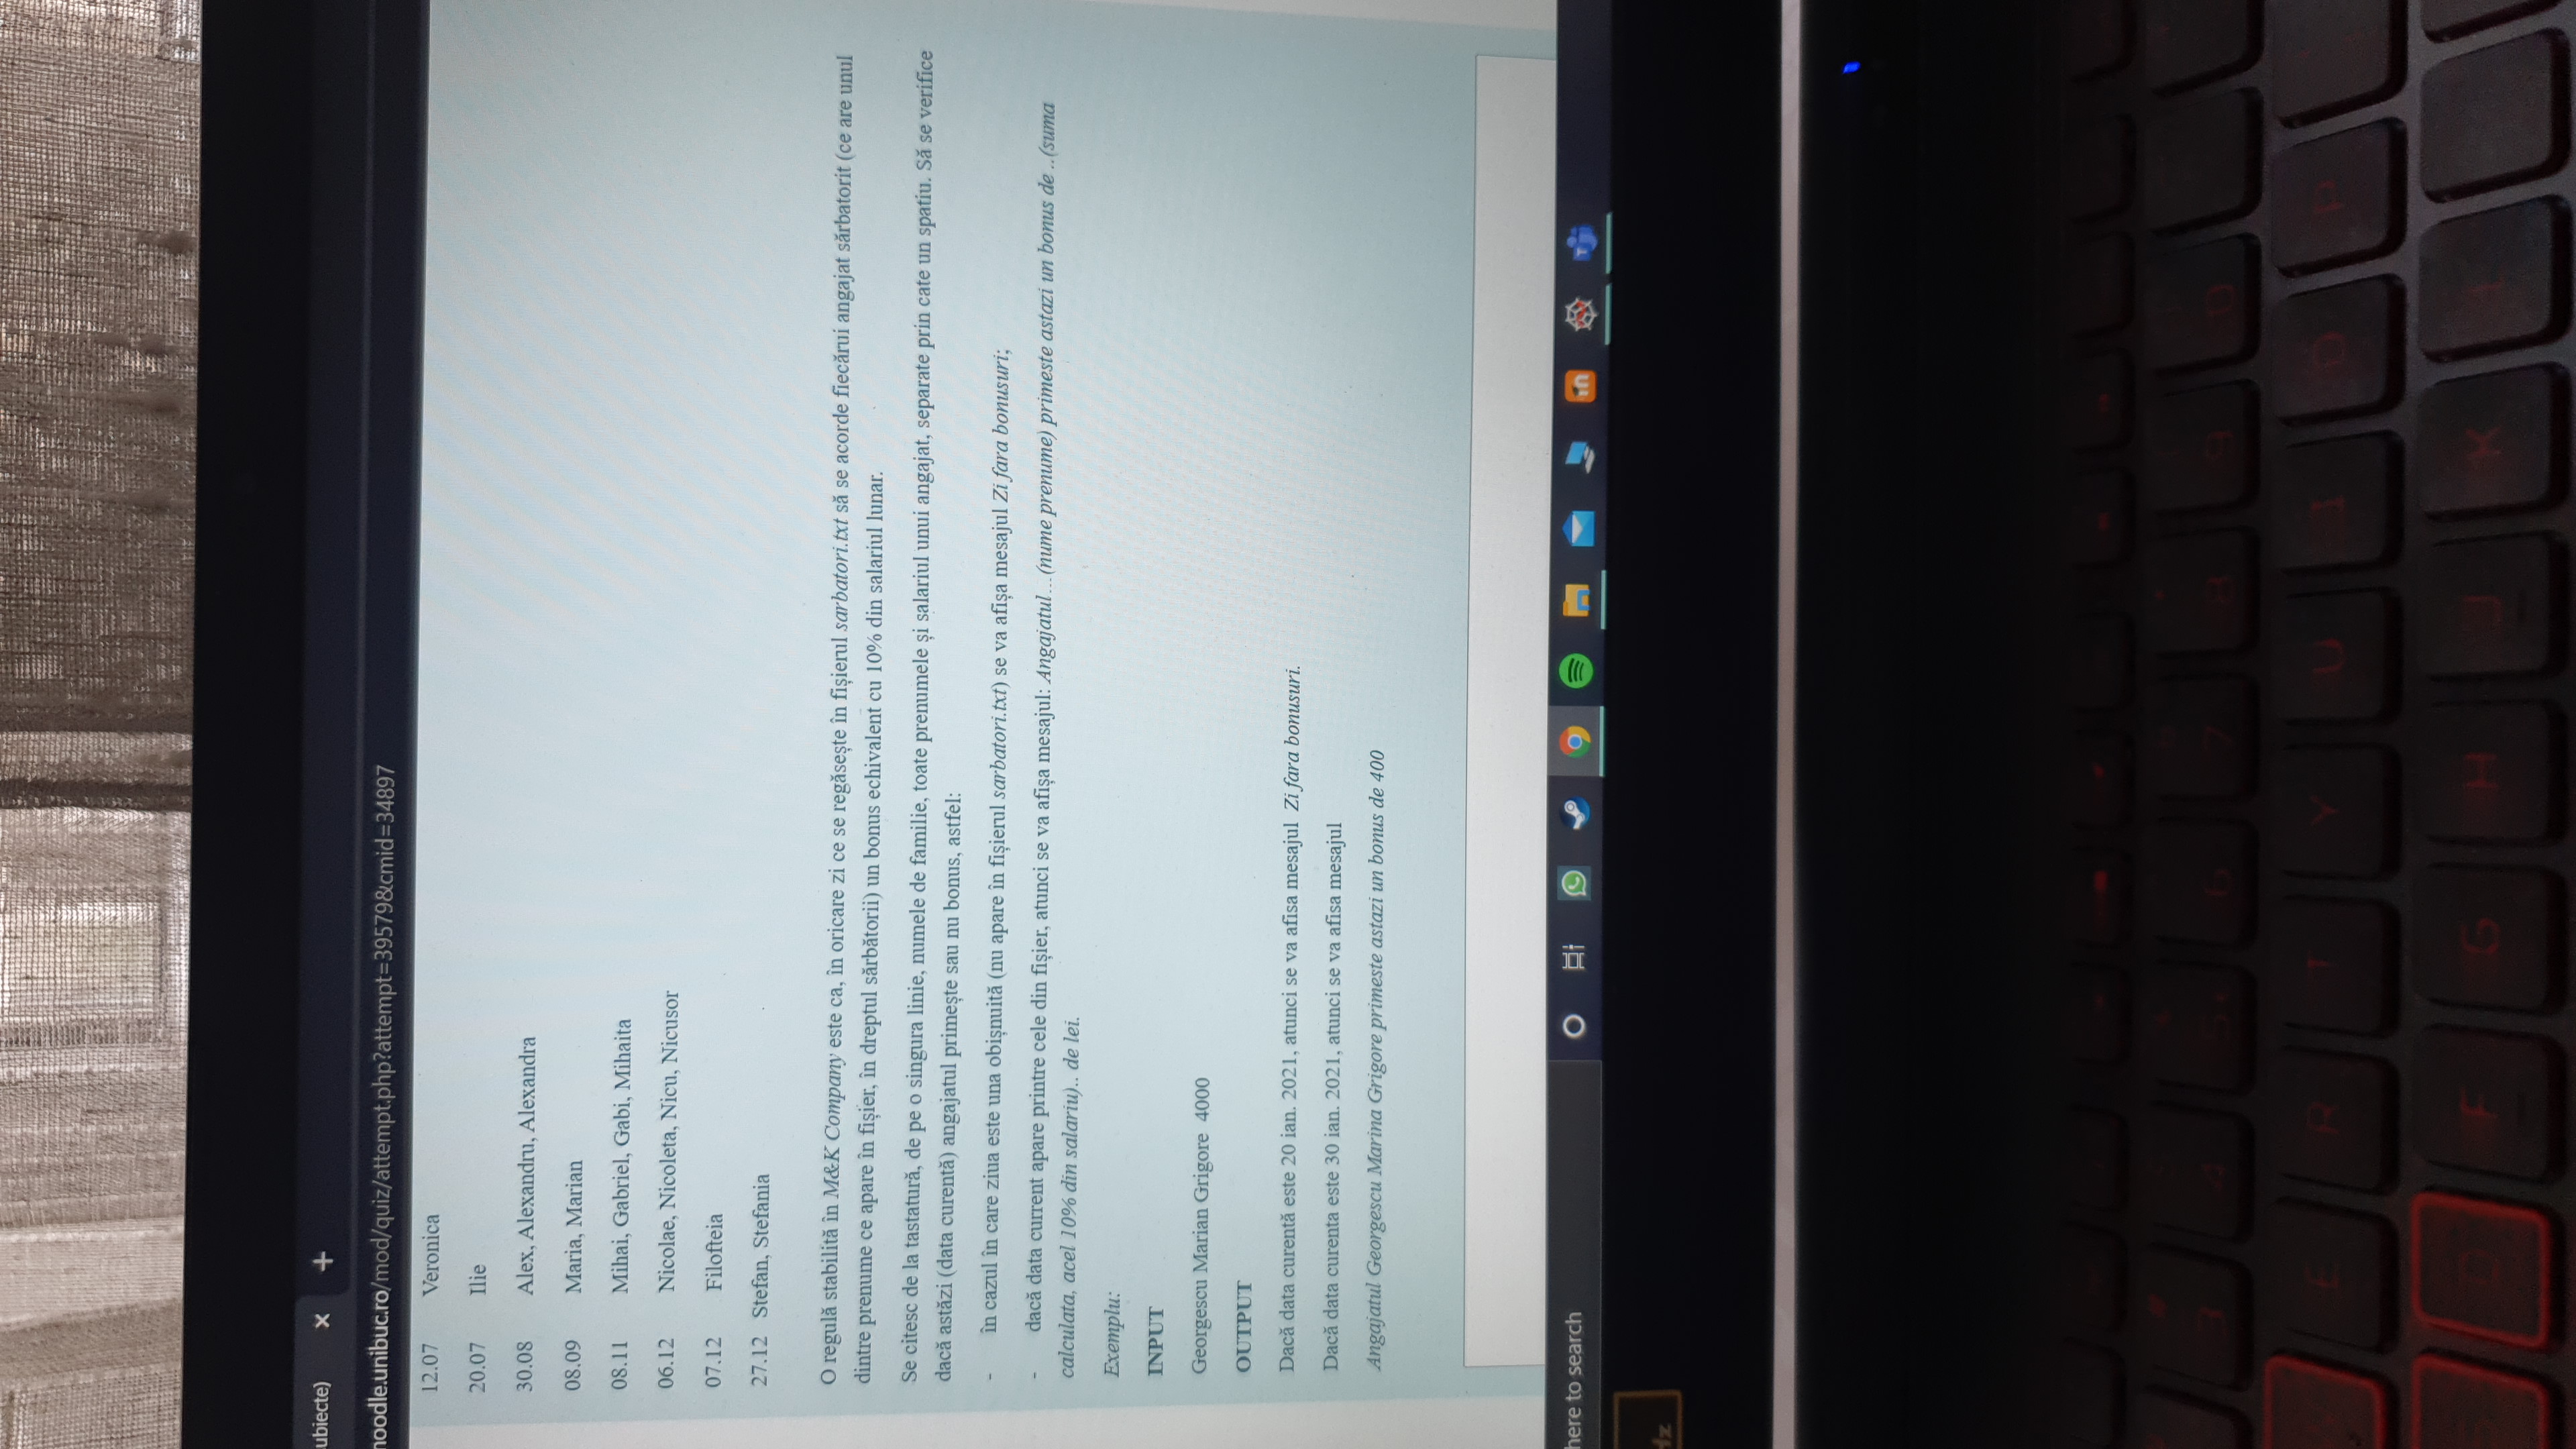 ubiecte)
noodle.unibuc.ro/mod/quiz/attempt.php?attempt=39579&cmid=34897
12.07 Veronica
20.07 Ilie
30.08 Alex, Alexandru, Alexandra
08.09 Maria, Marian
08.11 Mihai, Gabriel, Gabi, Mihaita
06.12 Nicolae, Nicoleta, Nicu, Nicusor
07.12 Filofteia
27.12 Stefan, Stefania
O regulă stabilită în M&K Company este ca, în oricare zi ce se regăsește în fișierul sarbatori.txt să se acorde fiecărui angajat sărbatorit (ce are unul
dintre prenume ce apare în fișier, în dreptul sărbătorii) un bonus echivalent cu 10% din salariul lunar.
Se citesc de la tastatură, de pe o singura linie, numele de familie, toate prenumele și salariul unui angajat, separate prin cate un spatiu. Să se verifice
dacă astăzi (data curentă) angajatul primește sau nu bonus, astfel:
- în cazul în care ziua este una obișnuită (nu apare în fișierul sarbatori.txt) se va afișa mesajul Zi fara bonusuri;
- dacă data current apare printre cele din fișier, atunci se va afișa mesajul: Angajatul...(nume prenume) primeste astazi un bonus de ..(suma
calculata, acel 10% din salariu).. de lei.
Exemplu:
INPUT
Georgescu Marian Grigore 4000
OUTPUT
Dacă data curentă este 20 ian. 2021, atunci se va afisa mesajul Zi fara bonusuri.
Dacă data curenta este 30 ian. 2021, atunci se va afisa mesajul
Angajatul Georgescu Marina Grigore primeste astazi un bonus de 400
here to search
Hz
3 4 5 6 7 8 9 0
E R T Y U I O P
D F G H J K